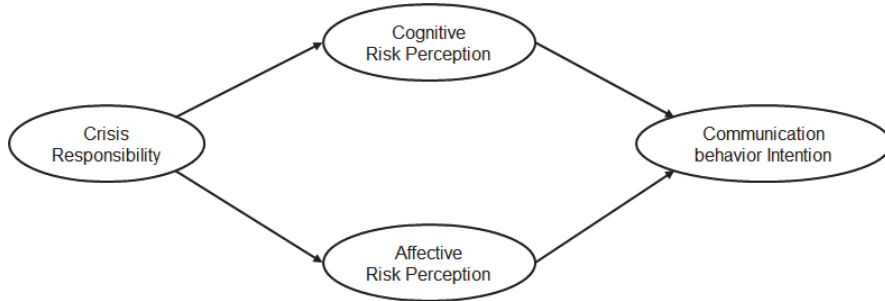 Cognitive
Risk Perception
Crisis
Responsibility
Communication
behavior Intention
Affective
Risk Perception